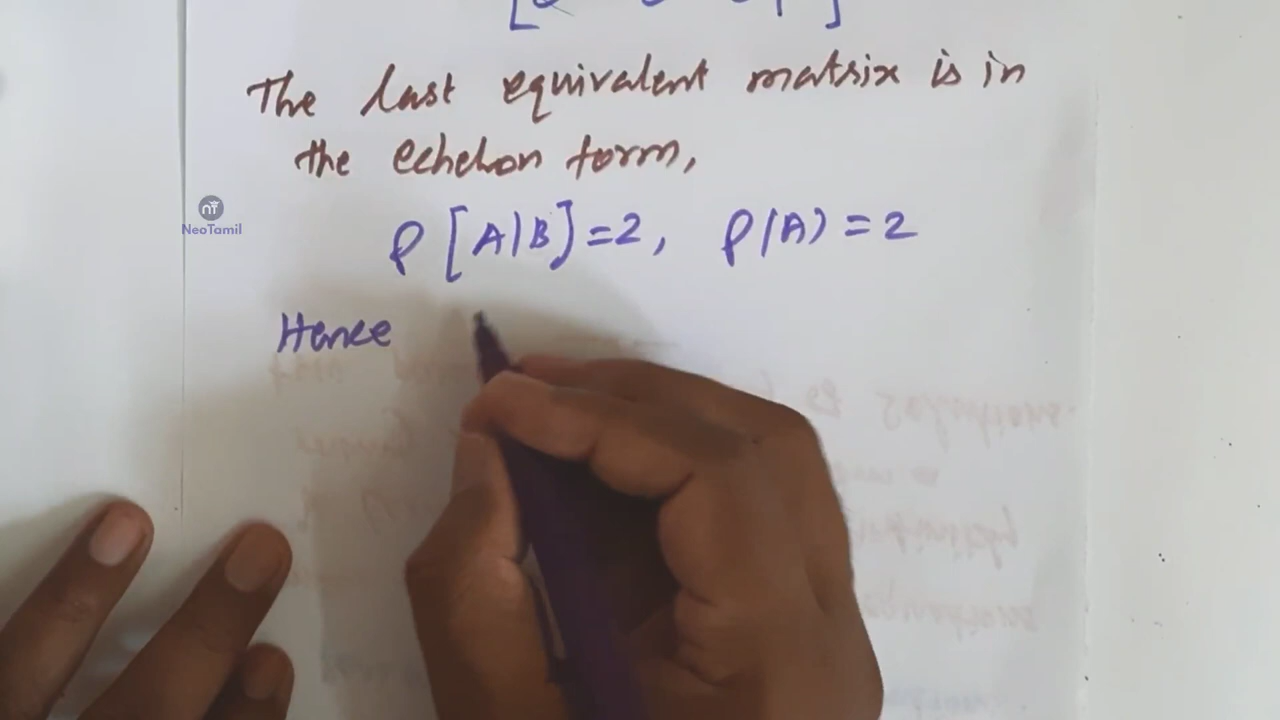 The last equivalent matrix is in
the echelon form,
NeoTamil
ρ [A|B] = 2, ρ(A) = 2
Hence